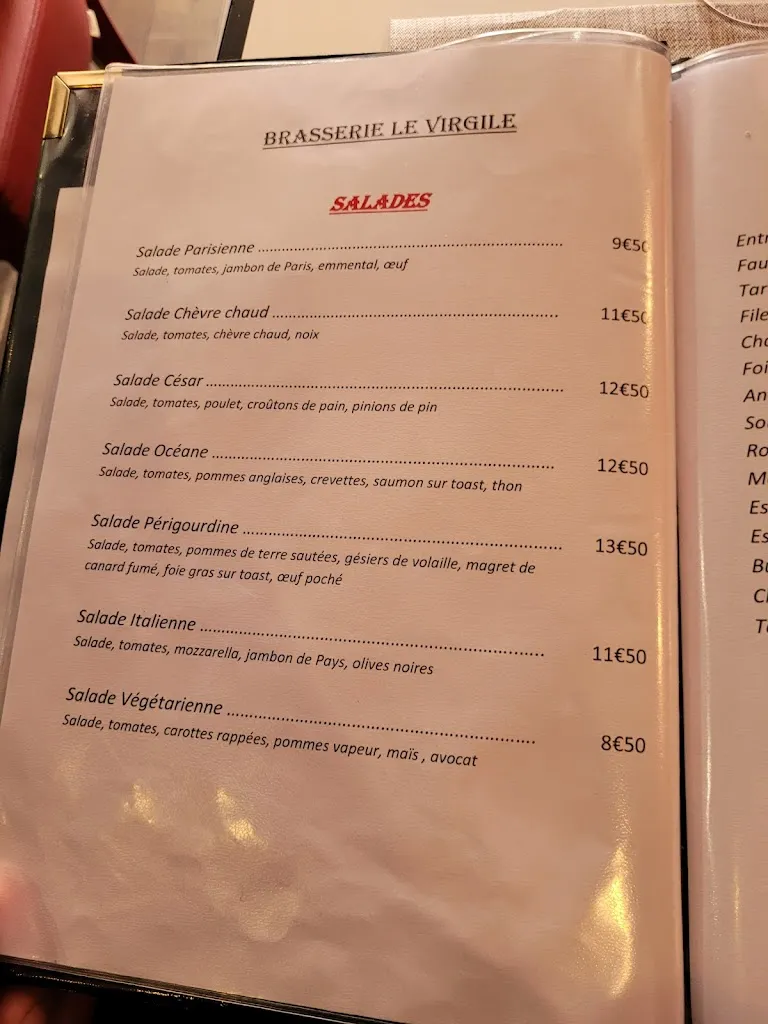 BRASSERIE LE VIRGILE
SALADES
Salade Parisienne ........................ 9€50
Salade, tomates, jambon de Paris, emmental, œuf
Salade Chèvre chaud ........................ 11€50
Salade, tomates, chèvre chaud, noix
Salade César ........................ 12€50
Salade, tomates, poulet, croûtons de pain, pinions de pin
Salade Océane ........................ 12€50
Salade, tomates, pommes anglaises, crevettes, saumon sur toast, thon
Salade Périgourdine ........................ 13€50
Salade, tomates, pommes de terre sautées, gésiers de volaille, magret de
canard fumé, foie gras sur toast, œuf poché
Salade Italienne ........................ 11€50
Salade, tomates, mozzarella, jambon de Pays, olives noires
Salade Végétarienne ........................ 8€50
Salade, tomates, carottes rappées, pommes vapeur, maïs , avocat